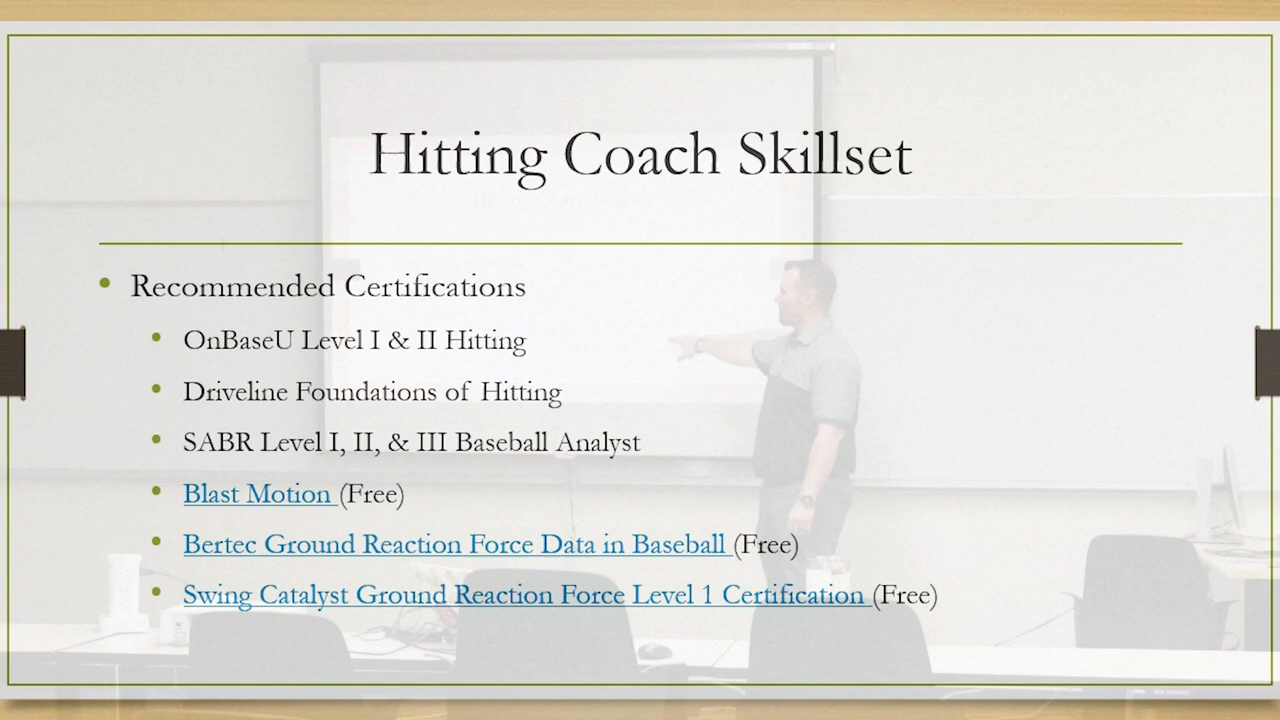 Hitting Coach Skillset
Recommended Certifications
OnBaseU Level I & II Hitting
Driveline Foundations of Hitting
SABR Level I, II, & III Baseball Analyst
Blast Motion (Free)
Bertec Ground Reaction Force Data in Baseball (Free)
Swing Catalyst Ground Reaction Force Level 1 Certification (Free)